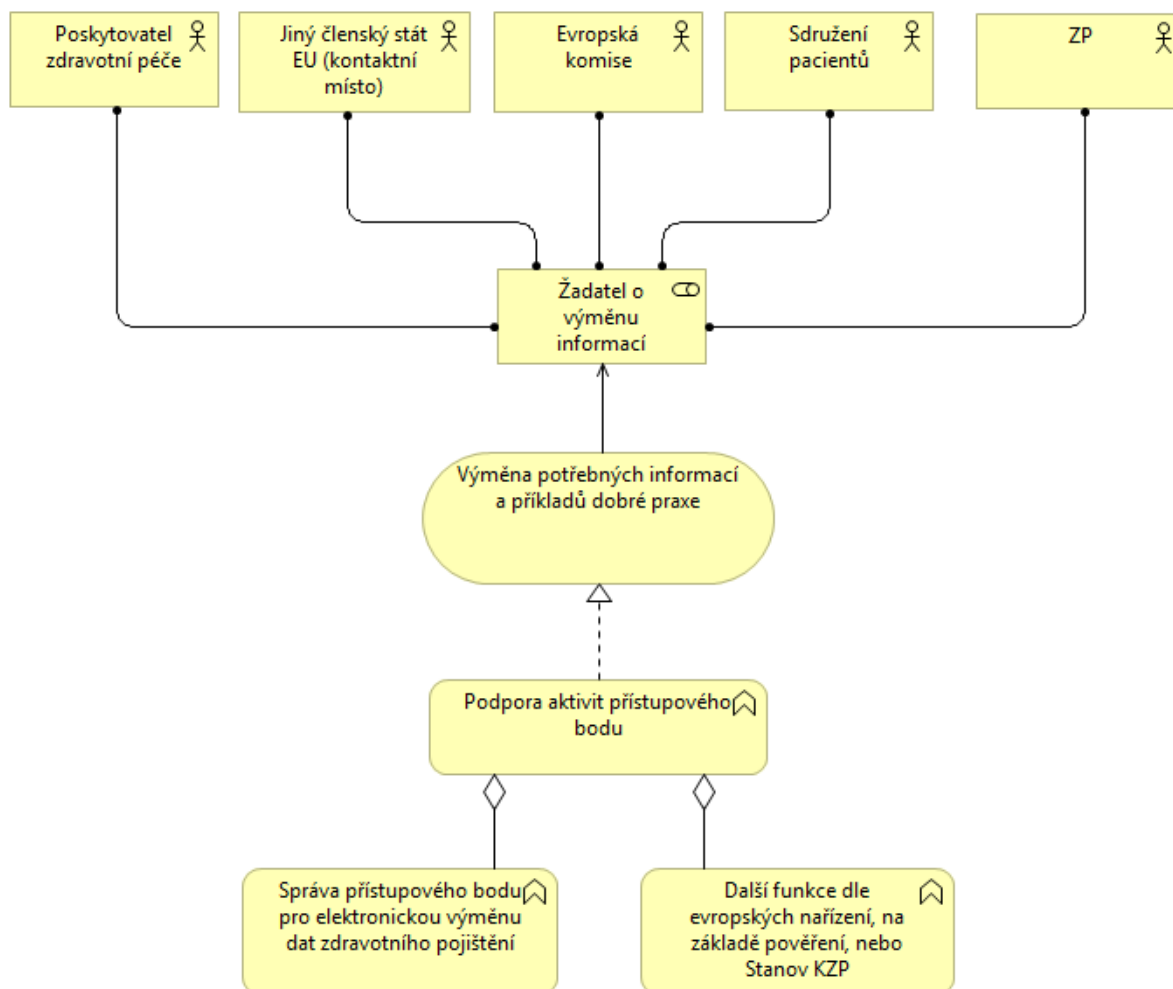 Poskytovatel
zdravotní péče
Jiný členský stát
EU (kontaktní
místo)
Evropská
komise
Sdružení
pacientů
ZP
Žadatel o
výměnu
informací
Výměna potřebných informací
a příkladů dobré praxe
Podpora aktivit přístupového
bodu
Správa přístupového bodu
pro elektronickou výměnu
dat zdravotního pojištění
Další funkce dle
evropských nařízení, na
základě pověření, nebo
Stanov KZP